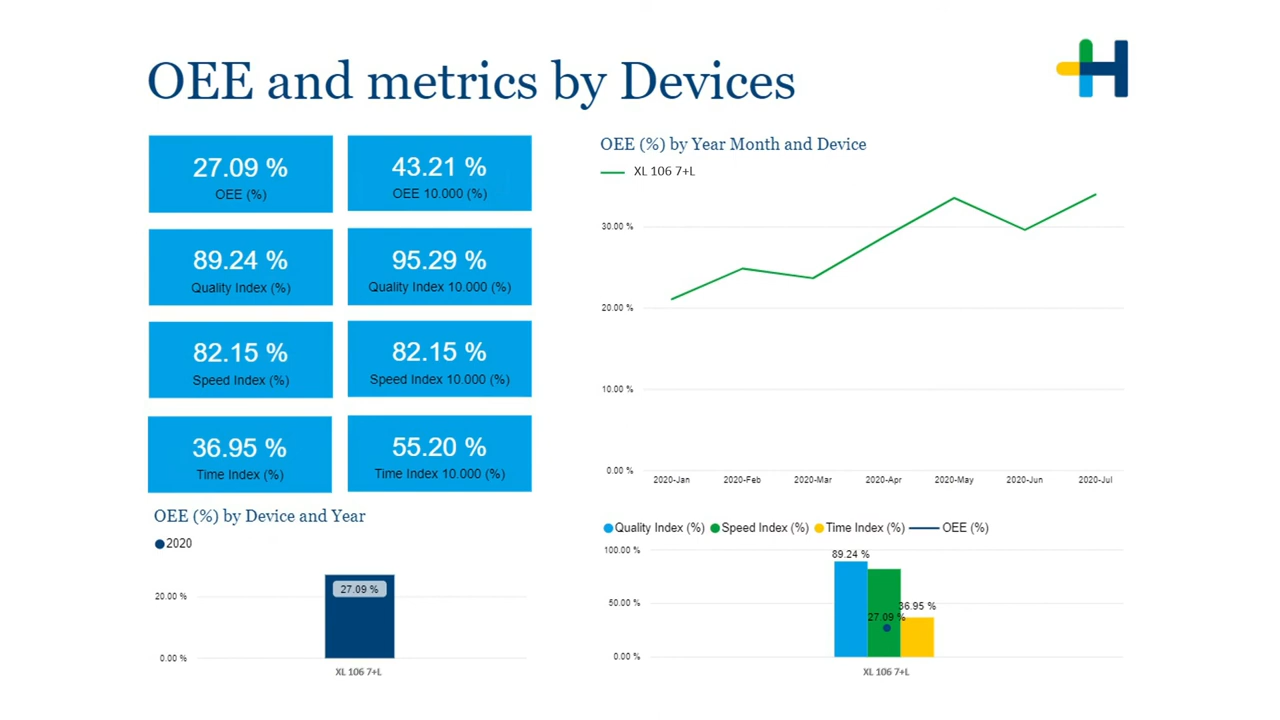 OEE and metrics by Devices
27.09 %
OEE (%)
43.21 %
OEE 10.000 (%)
89.24 %
Quality Index (%)
95.29 %
Quality Index 10.000 (%)
82.15 %
Speed Index (%)
82.15 %
Speed Index 10.000 (%)
36.95 %
Time Index (%)
55.20 %
Time Index 10.000 (%)
OEE (%) by Year Month and Device
XL 106 7+L
30.00 %
20.00 %
10.00 %
0.00 %
2020-Jan 2020-Feb 2020-Mar 2020-Apr 2020-May 2020-Jun 2020-Jul
OEE (%) by Device and Year
2020
20.00 %
27.09 %
0.00 %
XL 106 7+L
Quality Index (%) Speed Index (%) Time Index (%) OEE (%)
100.00 %
89.24 %
50.00 %
36.95 %
27.09 %
0.00 %
XL 106 7+L